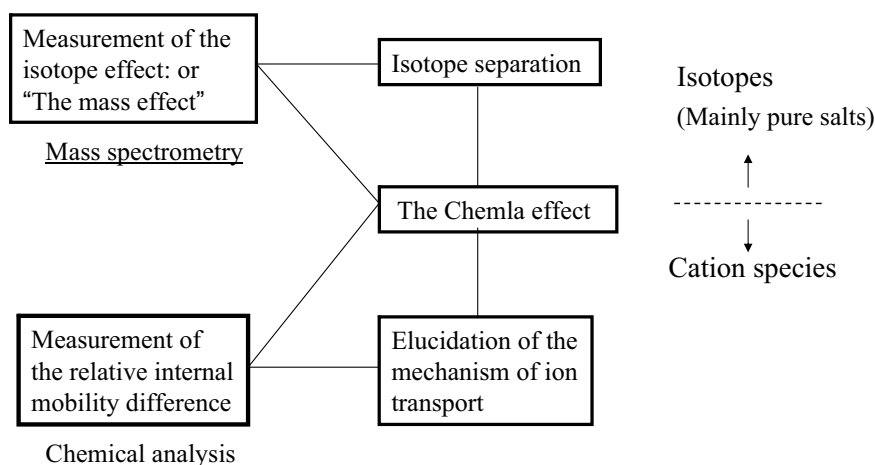 Measurement of the
isotope effect: or
“The mass effect”
Mass spectrometry
Isotope separation
Isotopes
(Mainly pure salts)
The Chemla effect
Cation species
Measurement of
the relative internal
mobility difference
Chemical analysis
Elucidation of the
mechanism of ion
transport